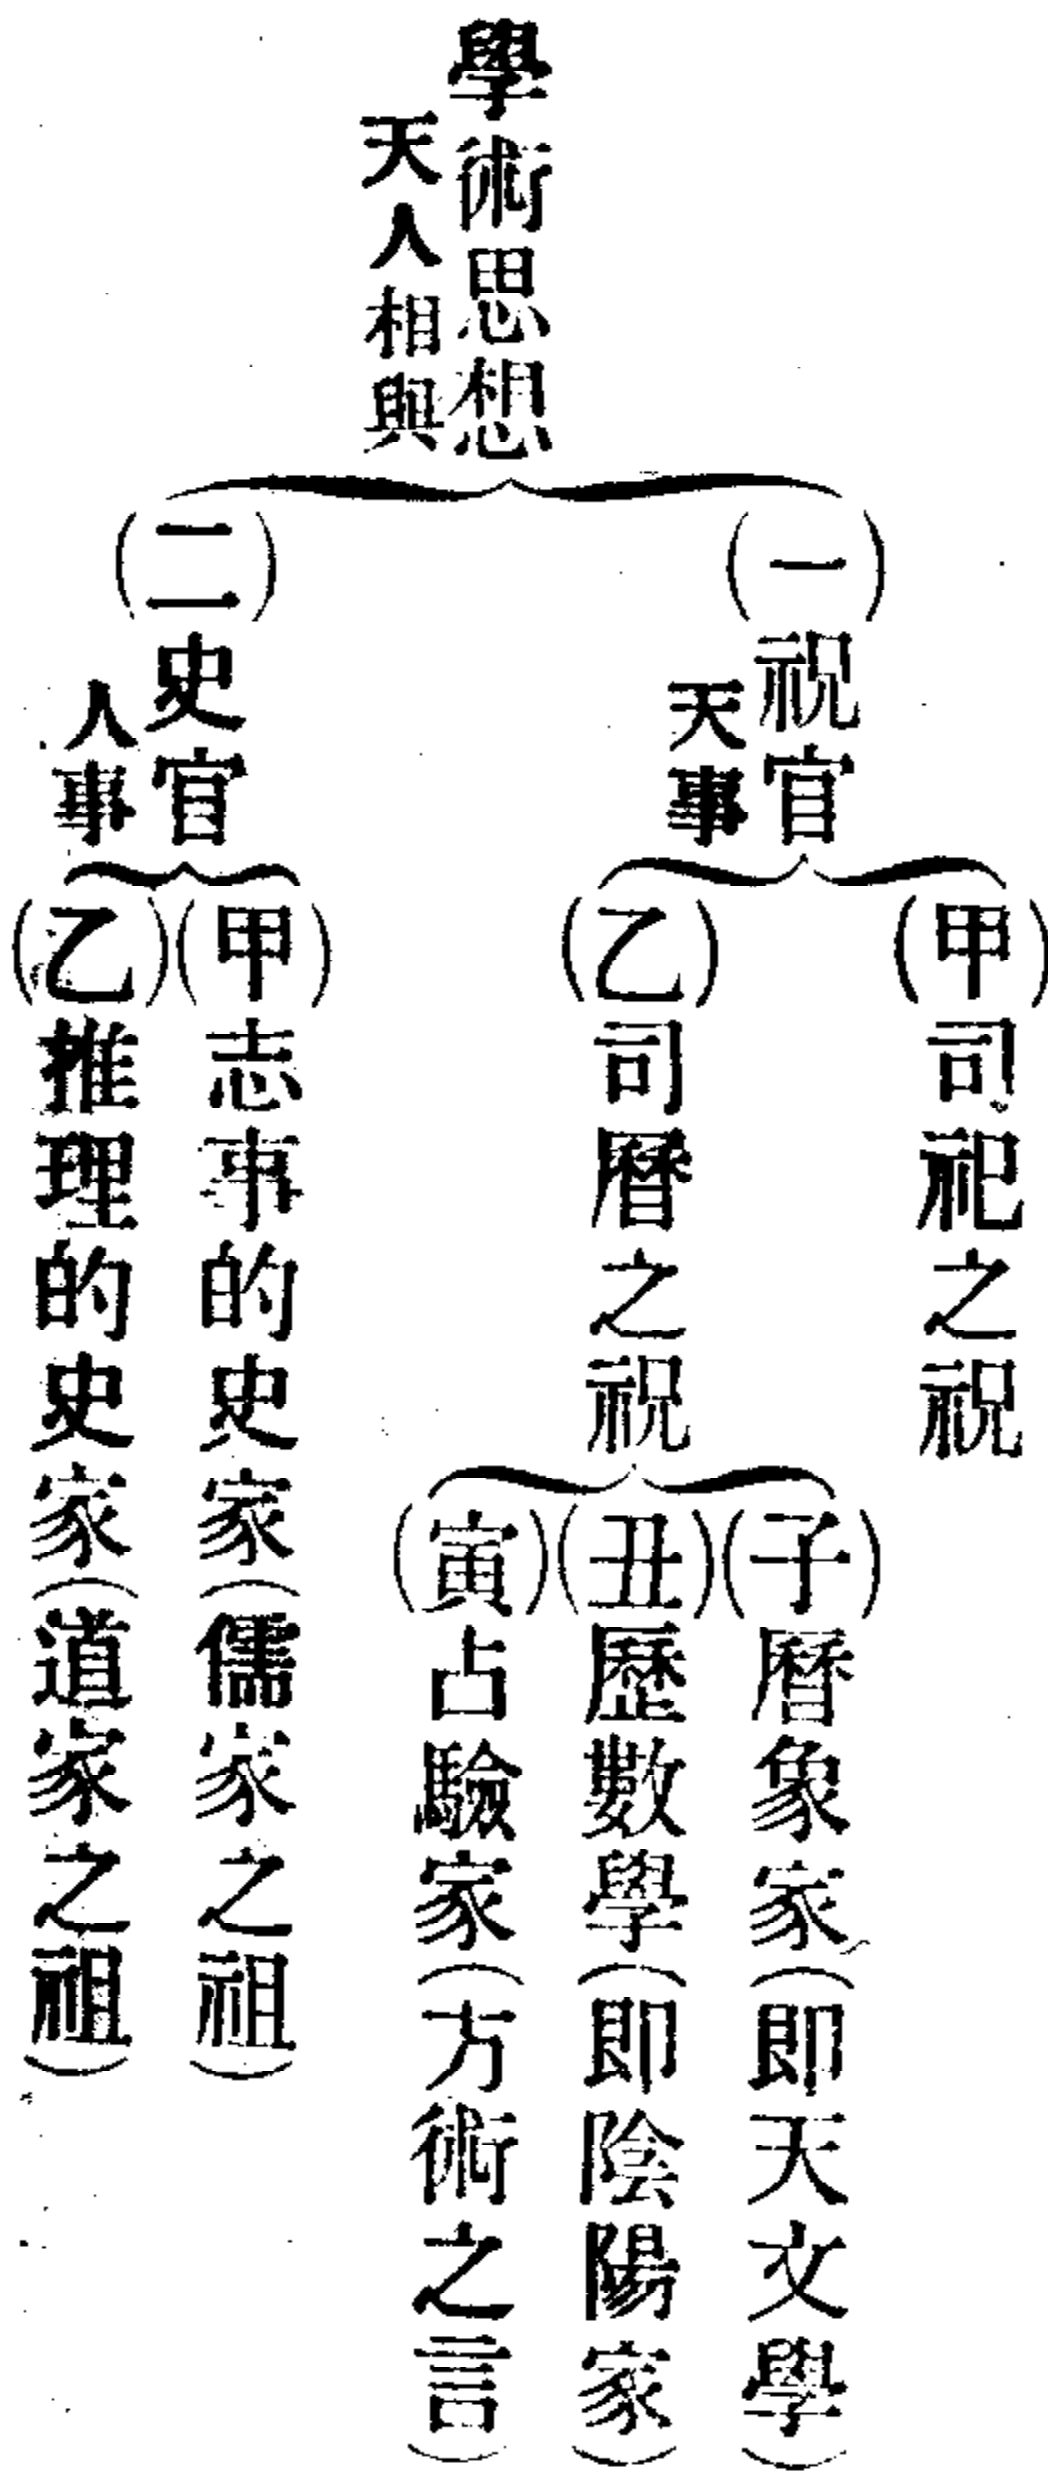 學術思想
天人相與
(一)祝官
天事
(甲)司祀之祝
(乙)司曆之祝
(子)曆象家(即天文學)
(丑)歷數學(即陰陽家)
(寅)占驗家(方術之言)
(二)史官
人事
(甲)志事的史家(儒家之祖)
(乙)推理的史家(道家之祖)